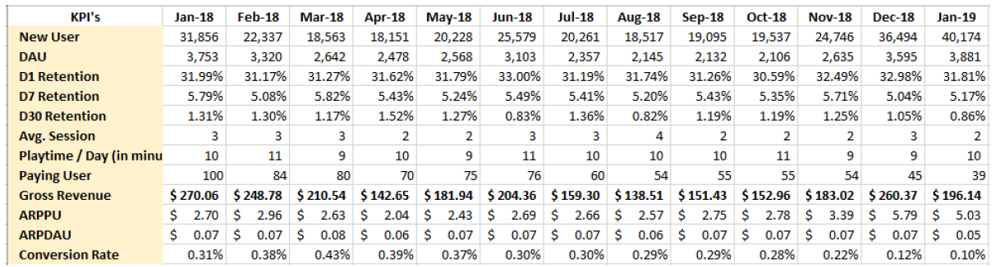 KPI's Jan-18 Feb-18 Mar-18 Apr-18 May-18 Jun-18 Jul-18 Aug-18 Sep-18 Oct-18 Nov-18 Dec-18 Jan-19
New User 31,856 22,337 18,563 18,151 20,228 25,579 20,261 18,517 19,095 19,537 24,746 36,494 40,174
DAU 3,753 3,320 2,642 2,478 2,568 3,103 2,357 2,145 2,132 2,106 2,635 3,595 3,881
D1 Retention 31.99% 31.17% 31.27% 31.62% 31.79% 33.00% 31.19% 31.74% 31.26% 30.59% 32.49% 32.98% 31.81%
D7 Retention 5.79% 5.08% 5.82% 5.43% 5.24% 5.49% 5.41% 5.20% 5.43% 5.35% 5.71% 5.04% 5.17%
D30 Retention 1.31% 1.30% 1.17% 1.52% 1.27% 0.83% 1.36% 0.82% 1.19% 1.19% 1.25% 1.05% 0.86%
Avg. Session 3 3 3 2 2 3 3 4 2 2 2 3 2
Playtime / Day (in minu 10 11 9 10 9 11 10 10 10 11 9 9 10
Paying User 100 84 80 70 75 76 60 54 55 55 54 45 39
Gross Revenue $ 270.06 $ 248.78 $ 210.54 $ 142.65 $ 181.94 $ 204.36 $ 159.30 $ 138.51 $ 151.43 $ 152.96 $ 183.02 $ 260.37 $ 196.14
ARPPU $ 2.70 $ 2.96 $ 2.63 $ 2.04 $ 2.43 $ 2.69 $ 2.66 $ 2.57 $ 2.75 $ 2.78 $ 3.39 $ 5.79 $ 5.03
ARPDAU $ 0.07 $ 0.07 $ 0.08 $ 0.06 $ 0.07 $ 0.07 $ 0.07 $ 0.06 $ 0.07 $ 0.07 $ 0.07 $ 0.07 $ 0.05
Conversion Rate 0.31% 0.38% 0.43% 0.39% 0.37% 0.30% 0.30% 0.29% 0.29% 0.28% 0.22% 0.12% 0.10%